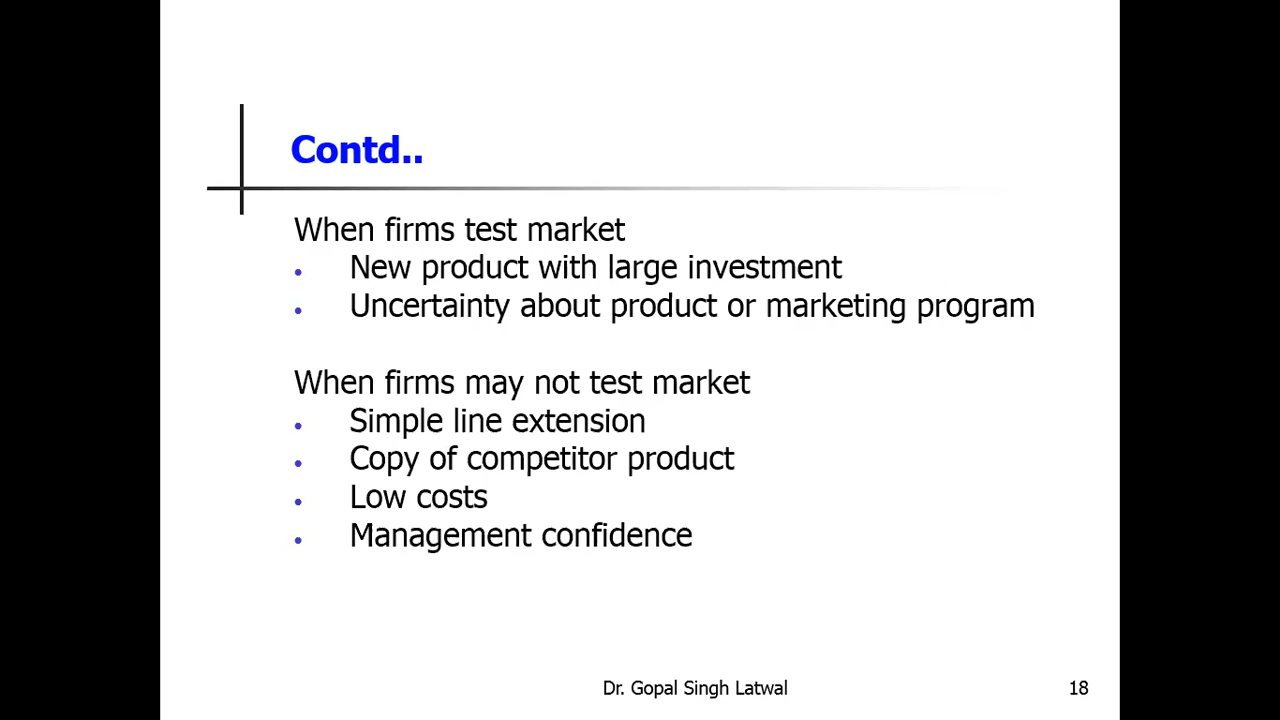 Contd..
When firms test market
• New product with large investment
• Uncertainty about product or marketing program
When firms may not test market
• Simple line extension
• Copy of competitor product
• Low costs
• Management confidence
Dr. Gopal Singh Latwal
18